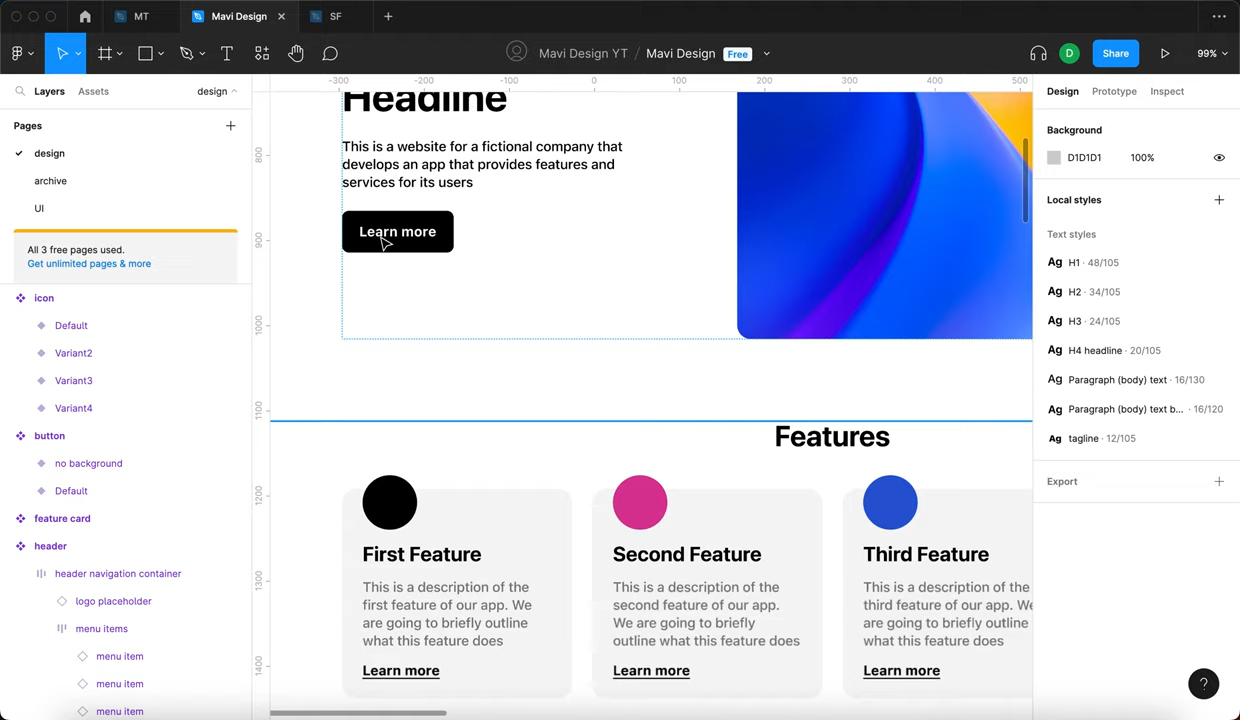 MT
Mavi Design
SF
Mavi Design YT / Mavi Design Free
D
Share
99%
Layers
Assets
design
Pages
design
archive
UI
All 3 free pages used.
Get unlimited pages & more
icon
Default
Variant2
Variant3
Variant4
button
no background
Default
feature card
header
header navigation container
logo placeholder
menu items
menu item
menu item
menu item
-300
-200
-100
0
100
200
300
400
500
800
900
1000
1100
1200
1300
1400
Headline
This is a website for a fictional company that
develops an app that provides features and
services for its users
Learn more
Features
First Feature
This is a description of the
first feature of our app. We
are going to briefly outline
what this feature does
Learn more
Second Feature
This is a description of the
second feature of our app.
We are going to briefly
outline what this feature does
Learn more
Third Feature
This is a description of the
third feature of our app. We
are going to briefly outline
what this feature does
Learn more
Design
Prototype
Inspect
Background
D1D1D1
100%
Local styles
Text styles
Ag H1 · 48/105
Ag H2 · 34/105
Ag H3 · 24/105
Ag H4 headline · 20/105
Ag Paragraph (body) text · 16/130
Ag Paragraph (body) text b... · 16/120
Ag tagline · 12/105
Export
?